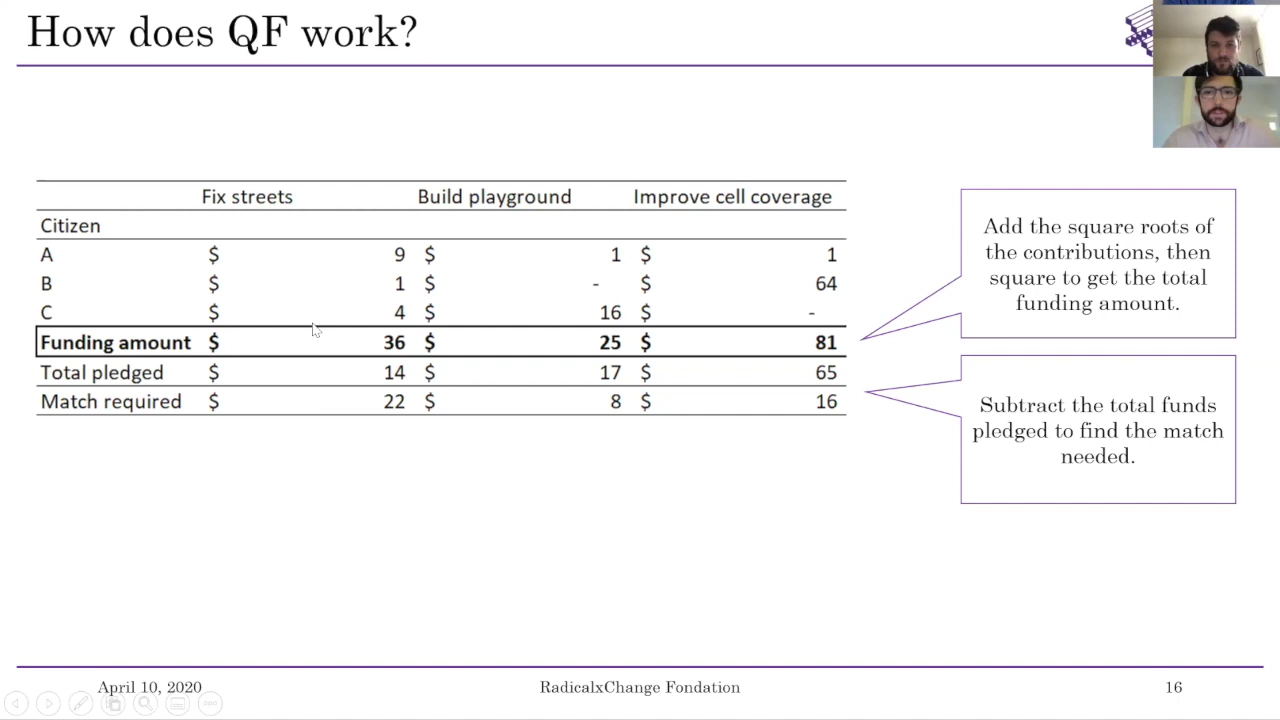 How does QF work?
Fix streets Build playground Improve cell coverage
Citizen
A $ 9 $ 1 $ 1
B $ 1 $ - $ 64
C $ 4 $ 16 $ -
Funding amount $ 36 $ 25 $ 81
Total pledged $ 14 $ 17 $ 65
Match required $ 22 $ 8 $ 16
Add the square roots of
the contributions, then
square to get the total
funding amount.
Subtract the total funds
pledged to find the match
needed.
April 10, 2020 RadicalxChange Fondation 16